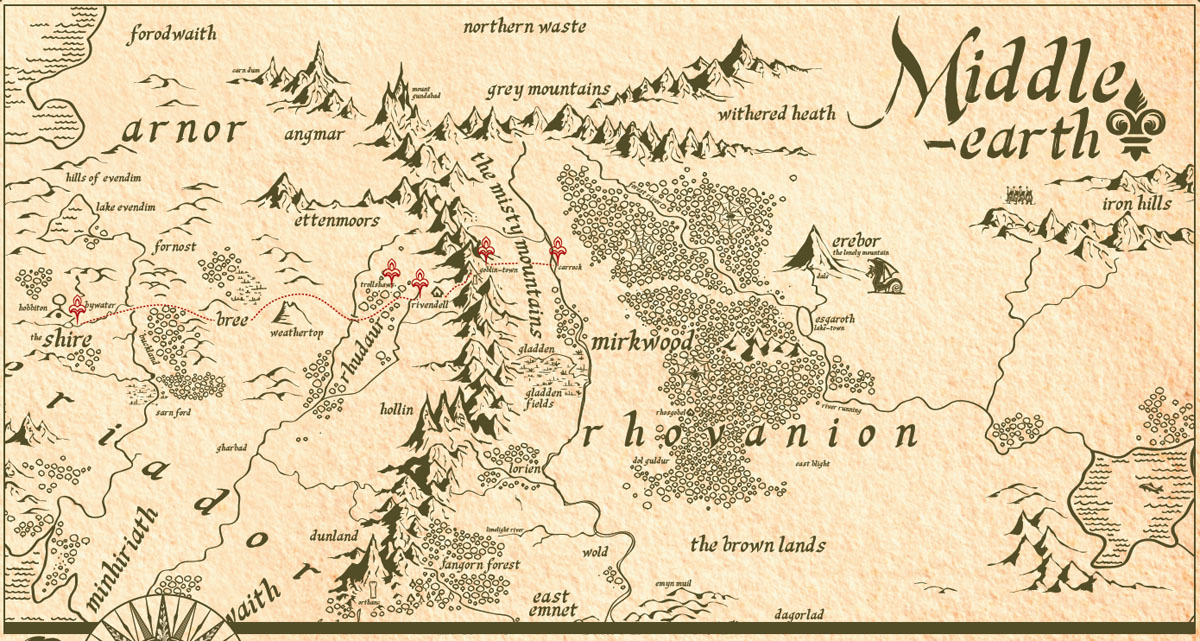 forodwaith
northern waste
Middle
-earth
carn dum
mount
gundabad
grey mountains
withered heath
arnor
angmar
the misty mountains
hills of evendim
lake evendim
ettenmoors
iron hills
fornost
erebor
the lonely mountain
goblin-town
carrock
dale
trollshaws
rivendell
hobbiton
bywater
bree
weathertop
esgaroth
lake-town
the shire
buckland
rhudaur
mirkwood
gladden
gladden
fields
sarn ford
hollin
rhosgobel
river running
rhovanion
eriador
gharbad
lorien
dol guldur
east blight
minhiriath
dunland
limelight river
wold
the brown lands
fangorn forest
orthanc
east
emnet
emyn muil
dagorlad
waith